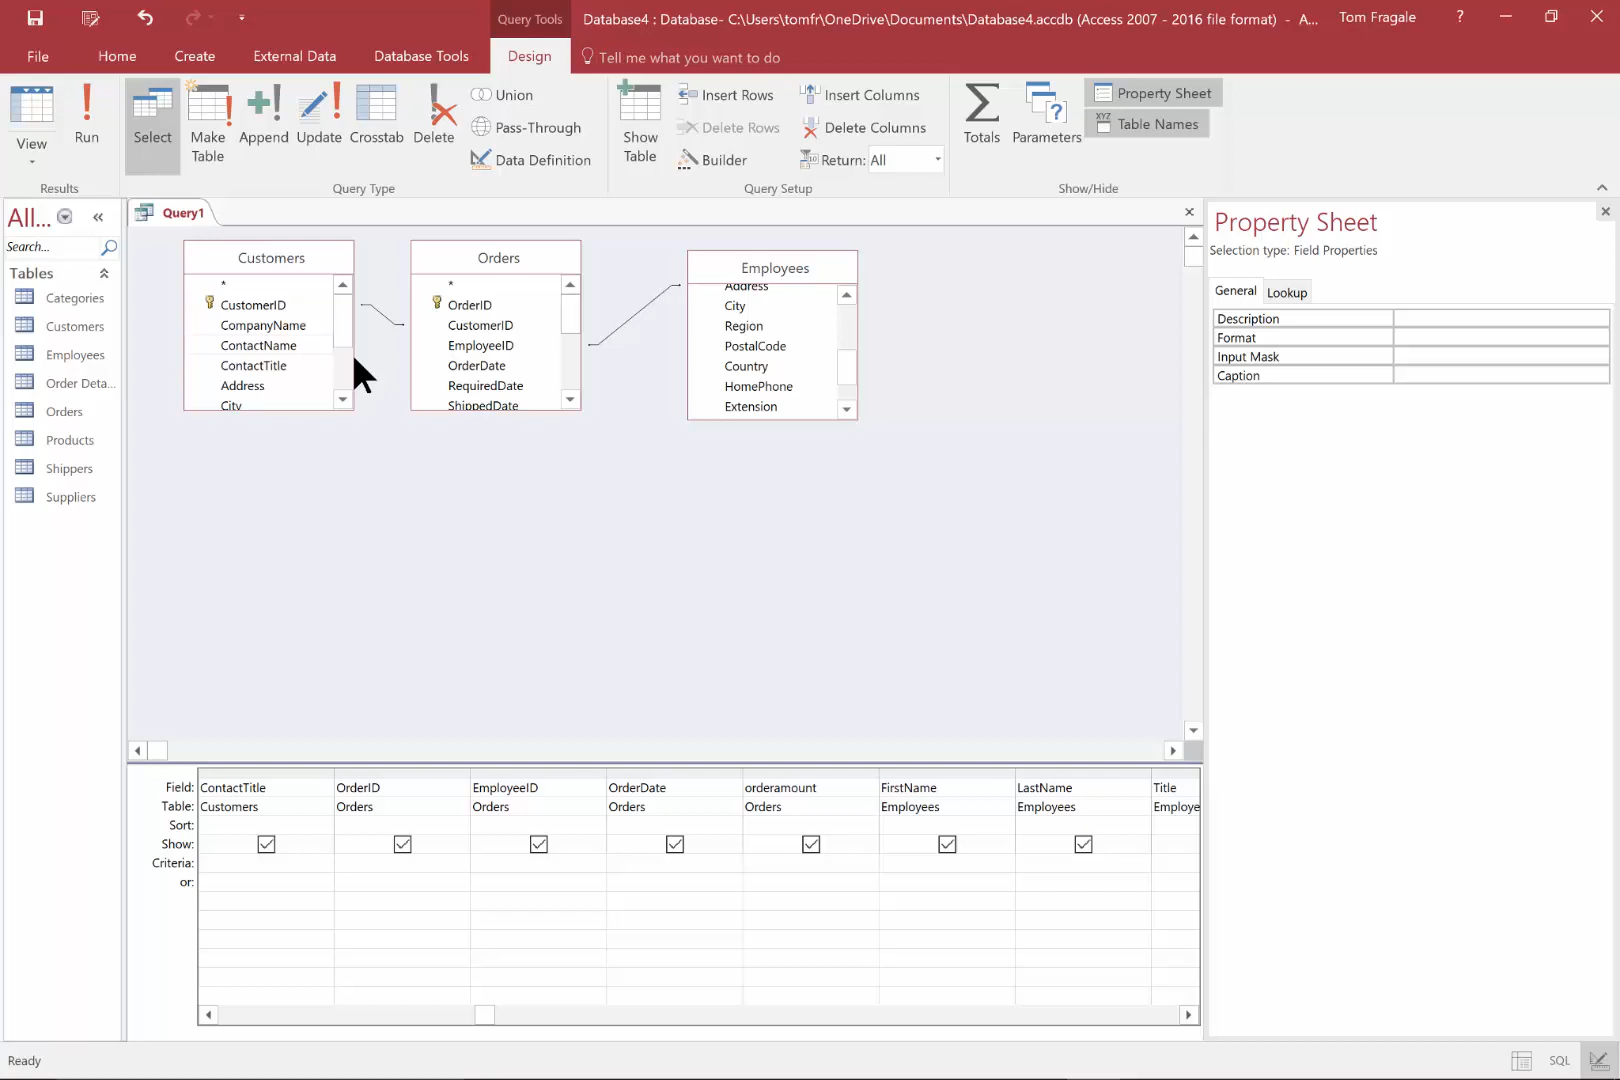 Query Tools
Database4 : Database- C:\Users\tomfr\OneDrive\Documents\Database4.accdb (Access 2007 - 2016 file format) - A...
Tom Fragale
?
File
Home
Create
External Data
Database Tools
Design
Tell me what you want to do
View
Run
Select
Make
Table
Append
Update
Crosstab
Delete
Union
Pass-Through
Data Definition
Show
Table
Insert Rows
Delete Rows
Builder
Insert Columns
Delete Columns
Return: All
Totals
Parameters
Property Sheet
XYZ Table Names
Results
Query Type
Query Setup
Show/Hide
All...
Search...
Tables
Categories
Customers
Employees
Order Deta...
Orders
Products
Shippers
Suppliers
Query1
Customers
*
CustomerID
CompanyName
ContactName
ContactTitle
Address
City
Orders
*
OrderID
CustomerID
EmployeeID
OrderDate
RequiredDate
ShippedDate
Employees
Address
City
Region
PostalCode
Country
HomePhone
Extension
Property Sheet
Selection type: Field Properties
General
Lookup
Description
Format
Input Mask
Caption
Field: ContactTitle OrderID EmployeeID OrderDate orderamount FirstName LastName Title
Table: Customers Orders Orders Orders Orders Employees Employees Employe
Sort:
Show:
Criteria:
or:
Ready
SQL